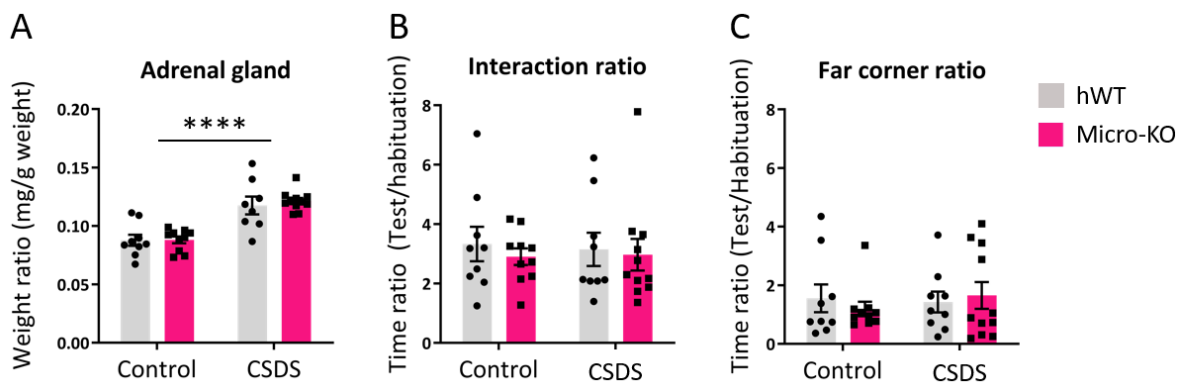 A
Adrenal gland
Weight ratio (mg/g weight)
0.20
0.15
0.10
0.05
0.00
****
Control
CSDS
B
Interaction ratio
Time ratio (Test/habituation)
8
6
4
2
0
Control
CSDS
C
Far corner ratio
Time ratio (Test/Habituation)
8
6
4
2
0
Control
CSDS
hWT
Micro-KO